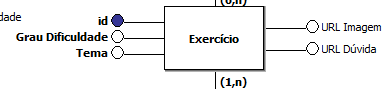 (0,n)
dade
id
URL Imagem
Grau Dificuldade
Exercício
Tema
URL Dúvida
(1,n)